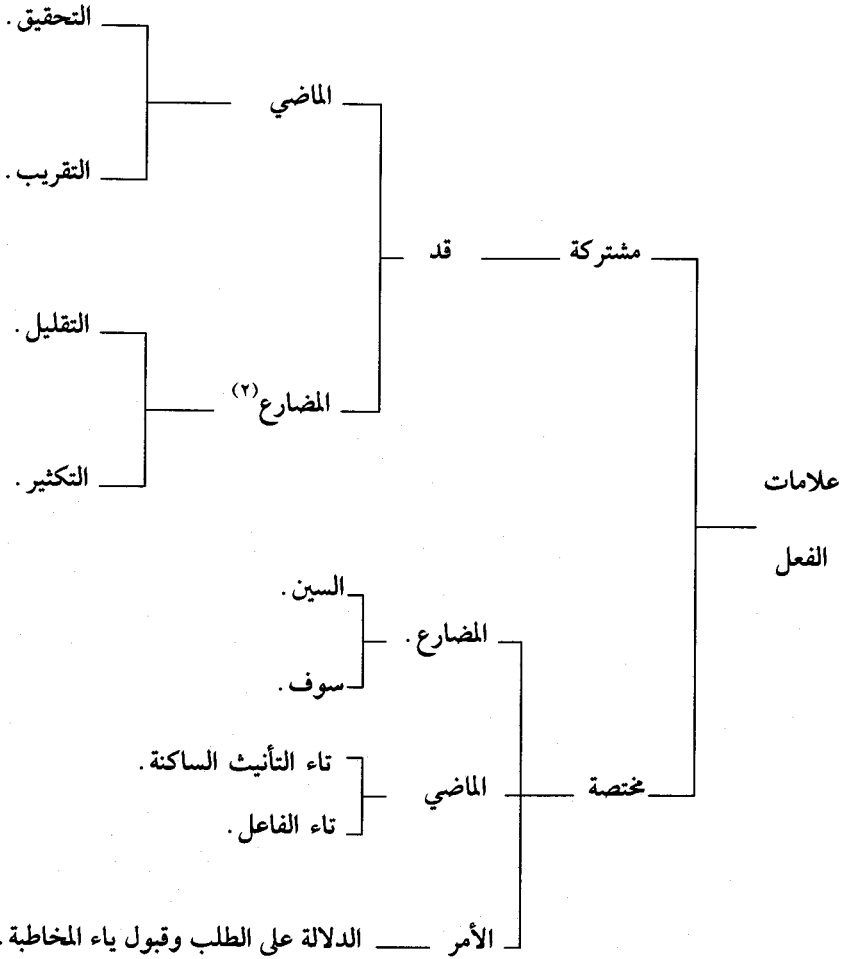 التحقيق .
الماضي
التقريب .
مشتركة قد
التقليل .
المضارع(٢)
التكثير .
علامات
الفعل
السين .
المضارع .
سوف .
تاء التأنيث الساكنة .
مختصة الماضي
تاء الفاعل .
الأمر الدلالة على الطلب وقبول ياء المخاطبة .